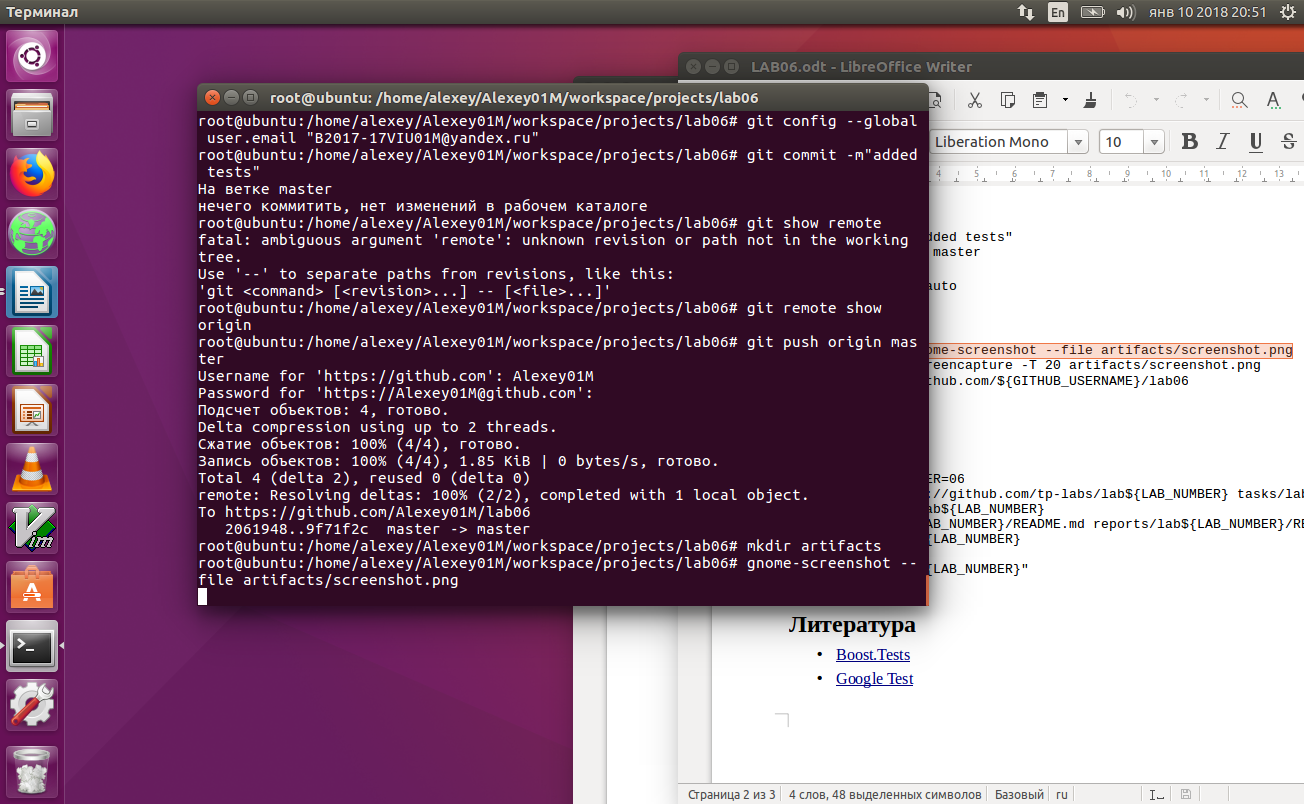 Терминал
En
янв 10 2018 20:51
LAB06.odt - LibreOffice Writer
root@ubuntu: /home/alexey/Alexey01M/workspace/projects/lab06
root@ubuntu:/home/alexey/Alexey01M/workspace/projects/lab06# git config --global
user.email "B2017-17VIU01M@yandex.ru"
root@ubuntu:/home/alexey/Alexey01M/workspace/projects/lab06# git commit -m"added
tests"
На ветке master
нечего коммитить, нет изменений в рабочем каталоге
root@ubuntu:/home/alexey/Alexey01M/workspace/projects/lab06# git show remote
fatal: ambiguous argument 'remote': unknown revision or path not in the working
tree.
Use '--' to separate paths from revisions, like this:
'git <command> [<revision>...] -- [<file>...]'
root@ubuntu:/home/alexey/Alexey01M/workspace/projects/lab06# git remote show
origin
root@ubuntu:/home/alexey/Alexey01M/workspace/projects/lab06# git push origin mas
ter
Username for 'https://github.com': Alexey01M
Password for 'https://Alexey01M@github.com':
Подсчет объектов: 4, готово.
Delta compression using up to 2 threads.
Сжатие объектов: 100% (4/4), готово.
Запись объектов: 100% (4/4), 1.85 KiB | 0 bytes/s, готово.
Total 4 (delta 2), reused 0 (delta 0)
remote: Resolving deltas: 100% (2/2), completed with 1 local object.
To https://github.com/Alexey01M/lab06
2061948..9f71f2c  master -> master
root@ubuntu:/home/alexey/Alexey01M/workspace/projects/lab06# mkdir artifacts
root@ubuntu:/home/alexey/Alexey01M/workspace/projects/lab06# gnome-screenshot --
file artifacts/screenshot.png
Liberation Mono
10
B I U S
4 5 6 7 8 9 10 11 12 13
dded tests"
master
auto
ome-screenshot --file artifacts/screenshot.png
reencapture -T 20 artifacts/screenshot.png
thub.com/${GITHUB_USERNAME}/lab06
ER=06
://github.com/tp-labs/lab${LAB_NUMBER} tasks/lab
ab${LAB_NUMBER}
AB_NUMBER}/README.md reports/lab${LAB_NUMBER}/RE
{LAB_NUMBER}
{LAB_NUMBER}"
Литература
• Boost.Tests
• Google Test
Страница 2 из 3
4 слов, 48 выделенных символов
Базовый
ru